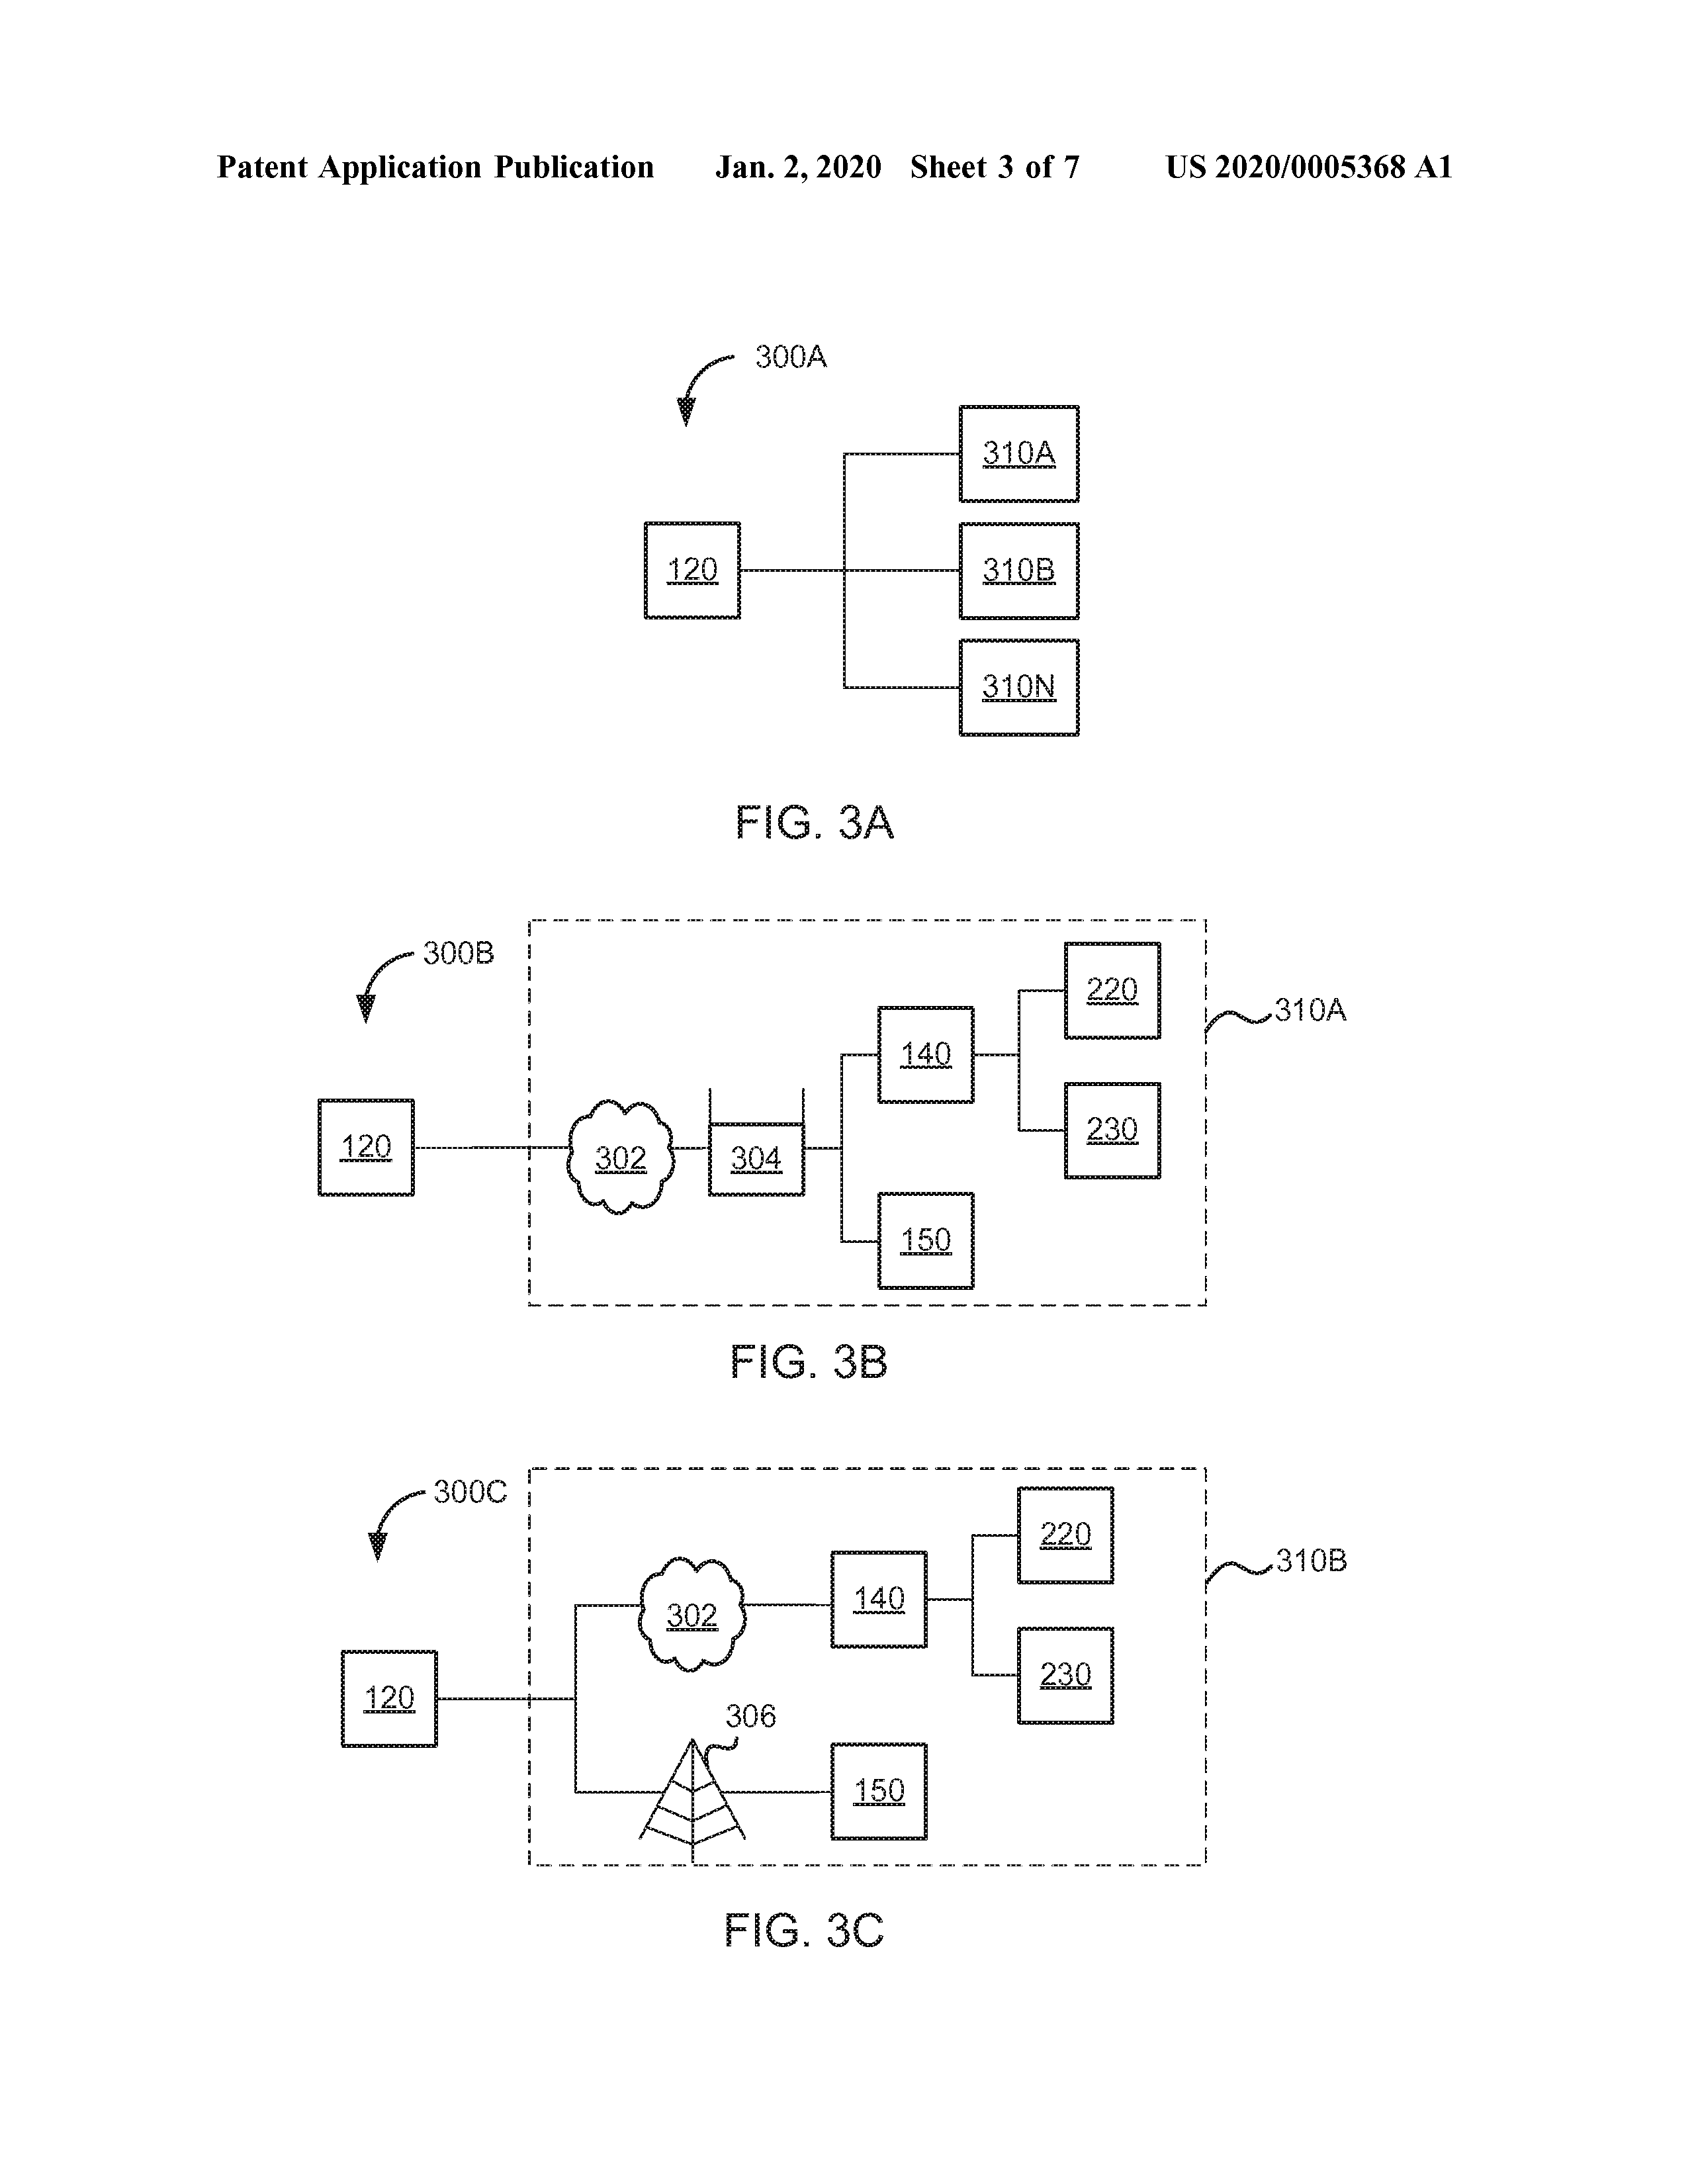 Patent Application Publication Jan. 2, 2020 Sheet 3 of 7 US 2020/0005368 A1
300A
310A
120
310B
310N
FIG. 3A
300B
220
310A
140
120
302
304
230
150
FIG. 3B
300C
220
310B
140
302
230
120
306
150
FIG. 3C